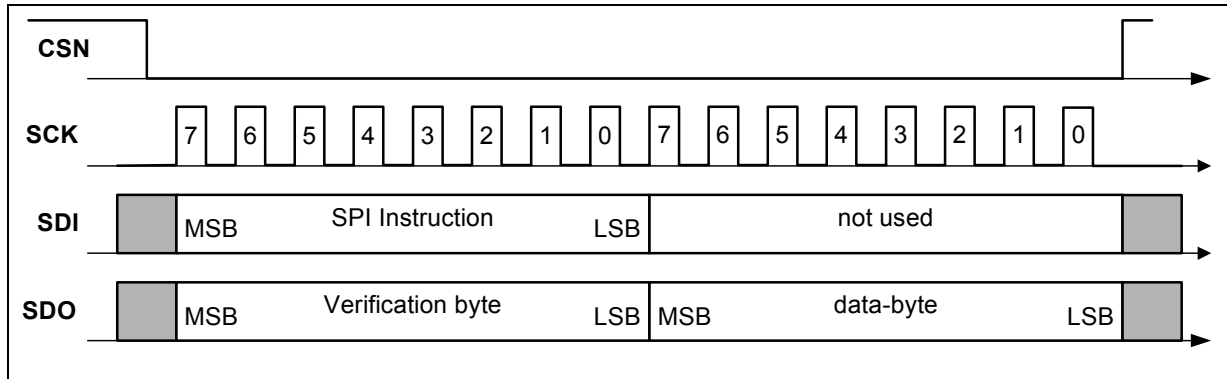 CSN
SCK 7 6 5 4 3 2 1 0 7 6 5 4 3 2 1 0
SDI MSB SPI Instruction LSB not used
SDO MSB Verification byte LSB MSB data-byte LSB